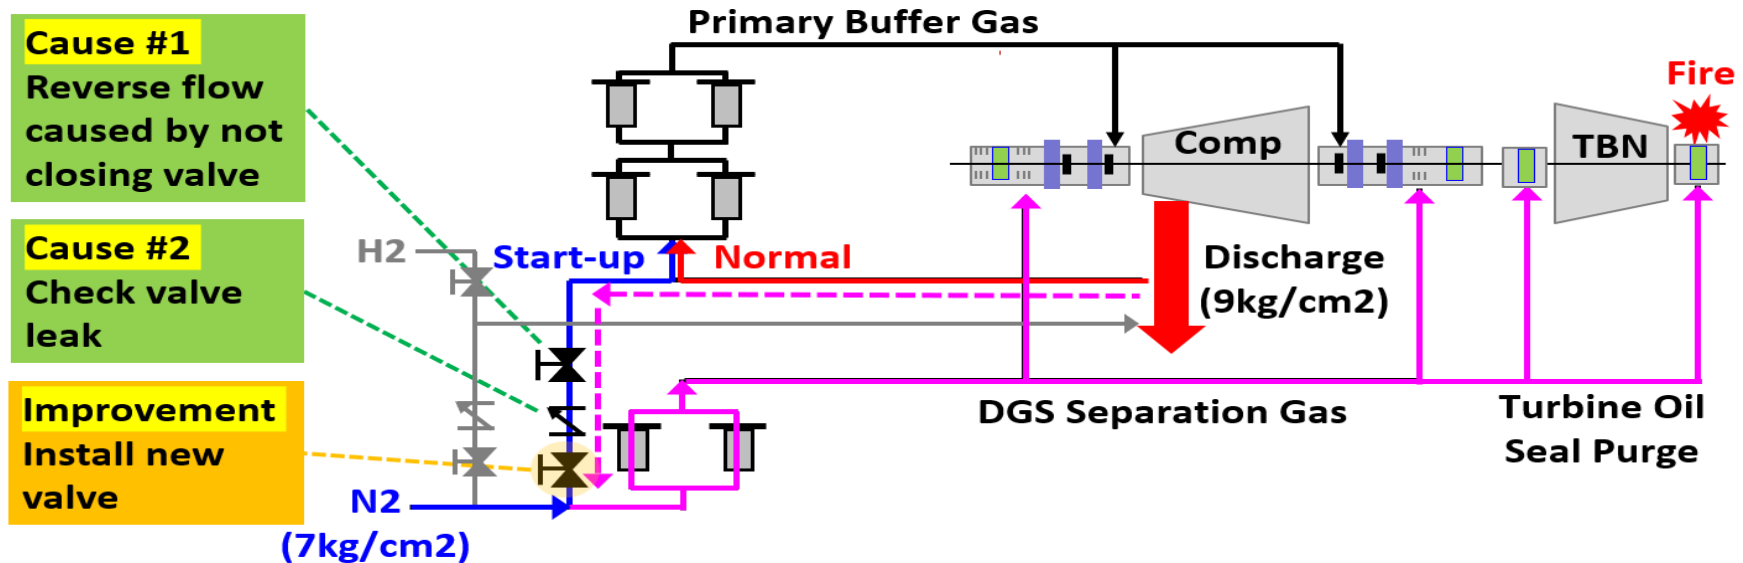 Primary Buffer Gas
Cause #1
Reverse flow
caused by not
closing valve
Fire
Comp
TBN
Cause #2
Check valve
leak
H2
Start-up
Normal
Discharge
(9kg/cm2)
Improvement
Install new
valve
DGS Separation Gas
Turbine Oil
Seal Purge
N2
(7kg/cm2)